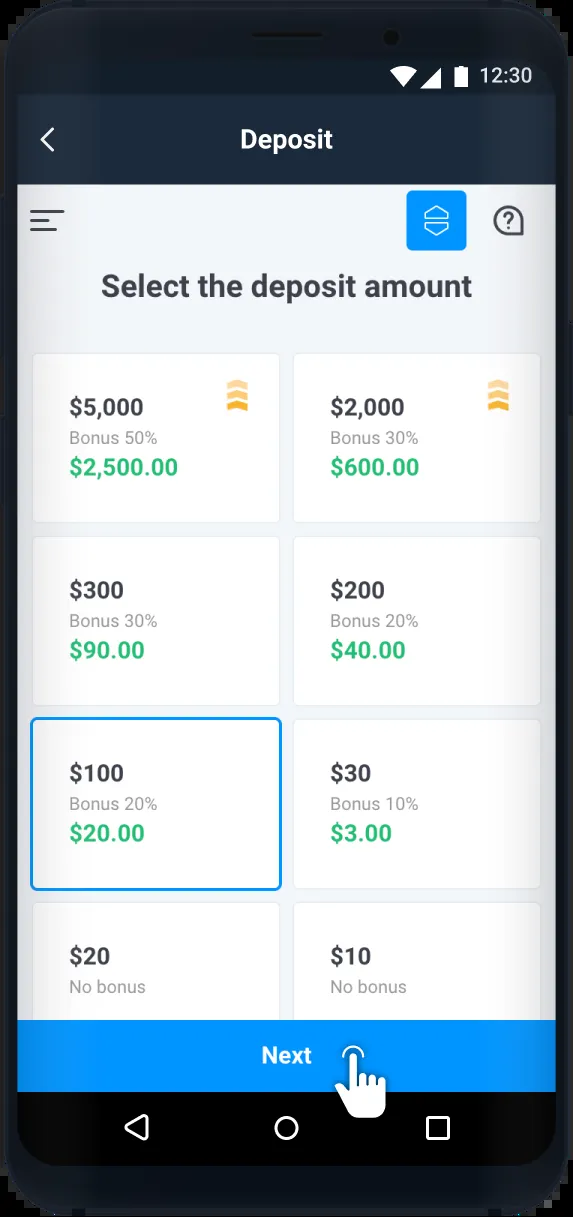 12:30
Deposit
?
Select the deposit amount
$5,000
Bonus 50%
$2,500.00
$2,000
Bonus 30%
$600.00
$300
Bonus 30%
$90.00
$200
Bonus 20%
$40.00
$100
Bonus 20%
$20.00
$30
Bonus 10%
$3.00
$20
No bonus
$10
No bonus
Next